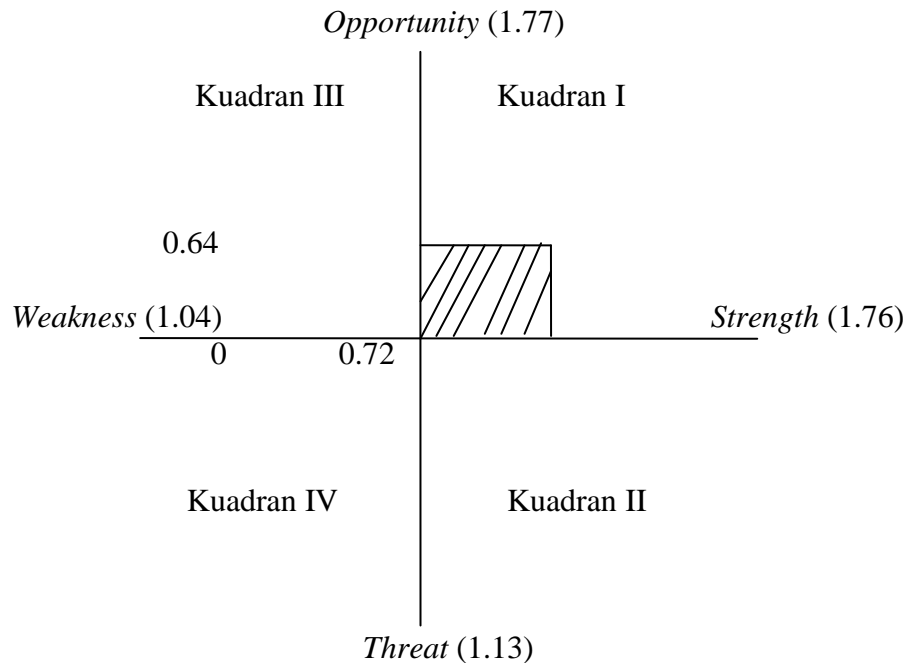 Opportunity (1.77)
Kuadran III
Kuadran I
0.64
Weakness (1.04)
Strength (1.76)
0
0.72
Kuadran IV
Kuadran II
Threat (1.13)